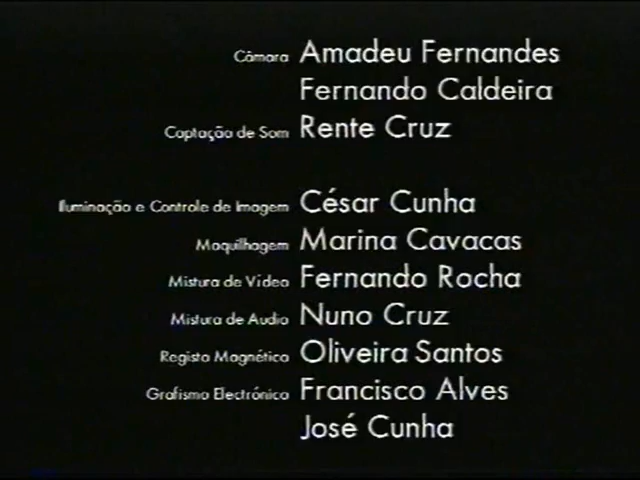 Câmara Amadeu Fernandes
Fernando Caldeira
Captação de Som Rente Cruz
Iluminação e Controle de Imagem César Cunha
Maquilhagem Marina Cavacas
Mistura de Vídeo Fernando Rocha
Mistura de Audio Nuno Cruz
Registo Magnético Oliveira Santos
Grafismo Electrónico Francisco Alves
José Cunha